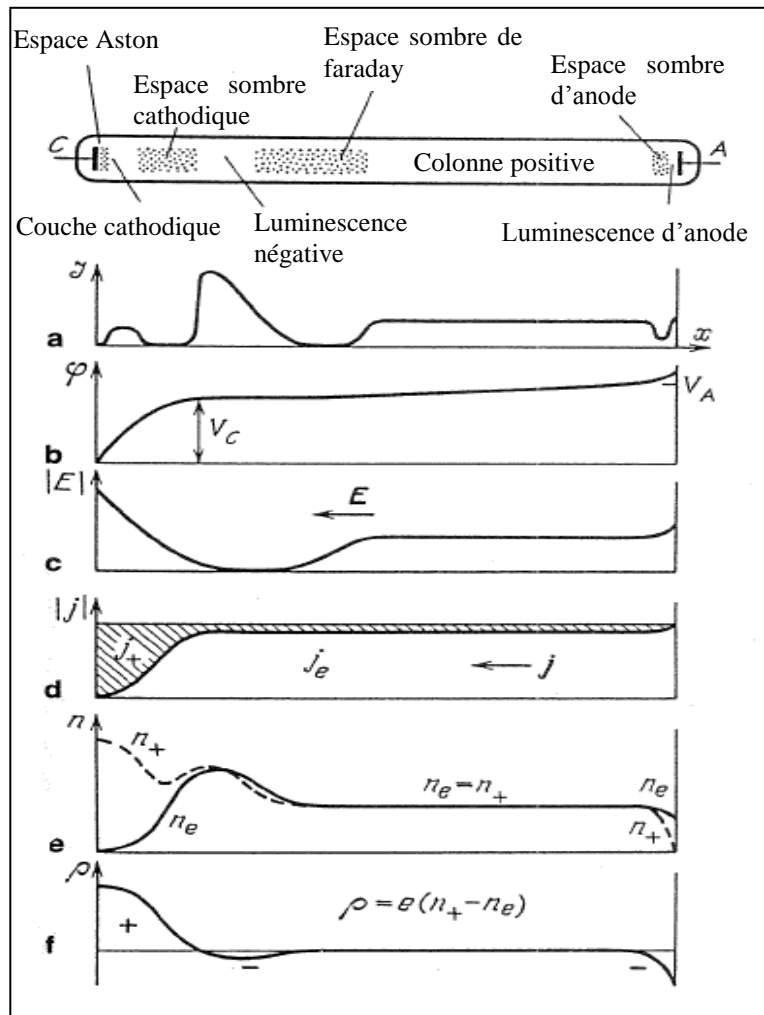 Espace Aston
Espace sombre de
faraday
Espace sombre
cathodique
Espace sombre
d'anode
C
A
Colonne positive
Couche cathodique
Luminescence
négative
Luminescence d'anode
J
a
x
φ
V_C
V_A
b
|E|
E
c
|j|
j_+
j_e
j
d
n
n_+
n_e
n_e=n_+
n_e
n_+
e
ρ
+
ρ=e(n_+-n_e)
f
−
−